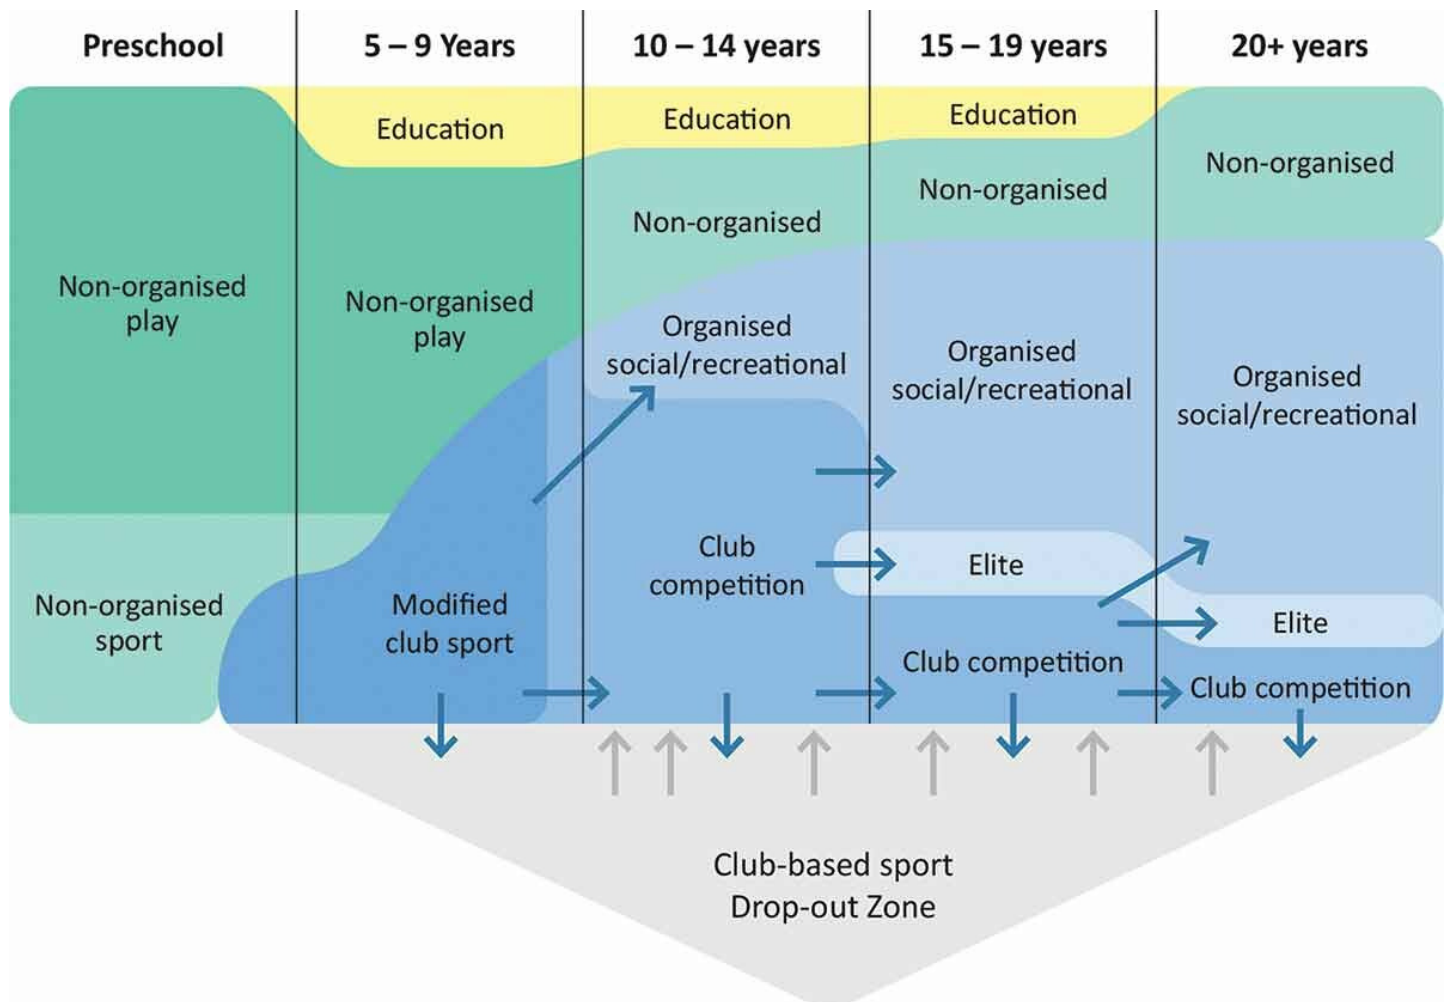 Preschool
5 – 9 Years
10 – 14 years
15 – 19 years
20+ years
Education
Education
Education
Non-organised
play
Non-organised
play
Non-organised
Non-organised
Non-organised
Organised
social/recreational
Organised
social/recreational
Organised
social/recreational
Non-organised
sport
Modified
club sport
Club
competition
Elite
Club competition
Elite
Club competition
Club-based sport
Drop-out Zone